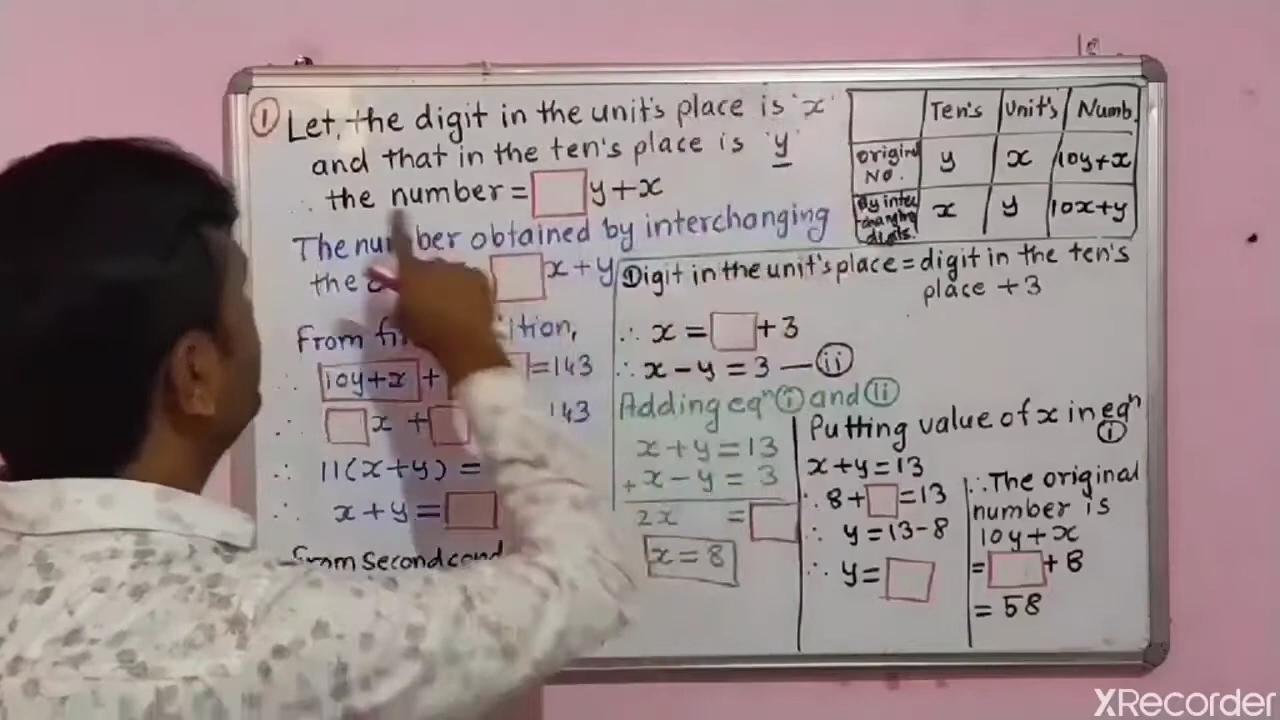 ① Let, the digit in the unit's place is 'x'
and that in the ten's place is 'y'
∴ the number = □ y + x
The number obtained by interchanging
the □ x + y
From
10y+x + □ = 143
∴ □ x + □ 143
∴ 11(x+y) =
∴ x + y = □
From second cond
Ten's Unit's Numb.
Original No. y x 10y+x
By inter changing digits. x y 10x+y
① Digit in the unit's place = digit in the ten's
place + 3
∴ x = □ + 3
∴ x - y = 3 — ⓘⓘ
Adding eqⁿ ⓘ and ⓘⓘ
x + y = 13
+ x - y = 3
2x = □
x = 8
Putting value of x in eqⁿ
ⓘ
x + y = 13
∴ 8 + □ = 13
∴ y = 13 - 8
∴ y = □
∴ The original
number is
10y + x
= □ + 8
= 58
XRecorder